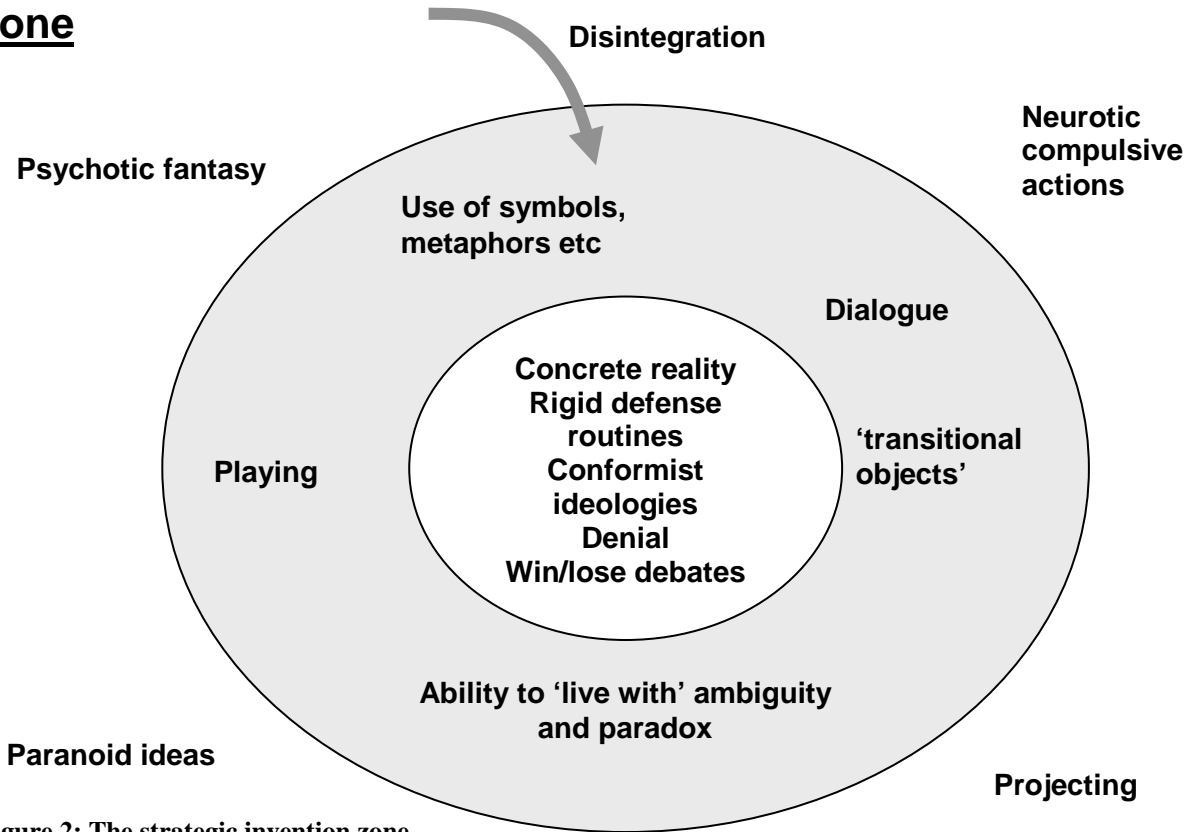 one
Disintegration
Neurotic
compulsive
actions
Psychotic fantasy
Use of symbols,
metaphors etc
Dialogue
Concrete reality
Rigid defense
routines
Conformist
ideologies
Denial
Win/lose debates
‘transitional
objects’
Playing
Ability to ‘live with’ ambiguity
and paradox
Paranoid ideas
Projecting
igure 2: The strategic invention zone